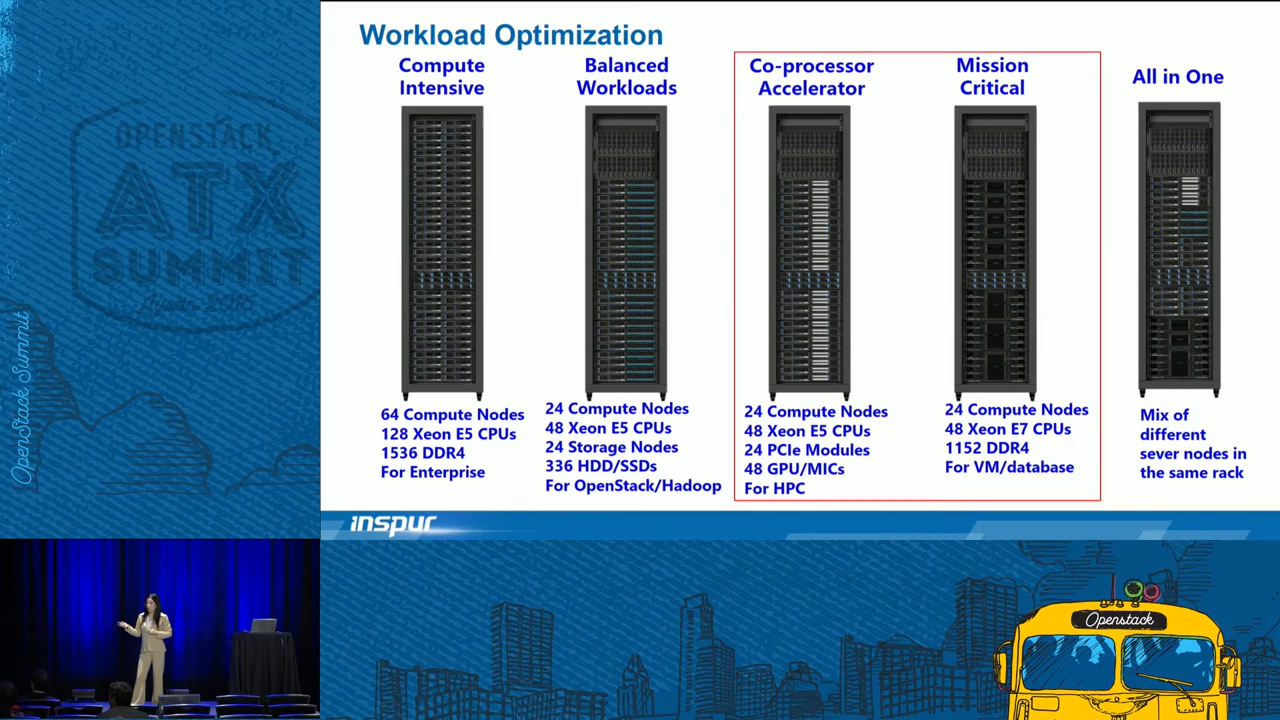 Workload Optimization
Compute
Intensive
64 Compute Nodes
128 Xeon E5 CPUs
1536 DDR4
For Enterprise
Balanced
Workloads
24 Compute Nodes
48 Xeon E5 CPUs
24 Storage Nodes
336 HDD/SSDs
For OpenStack/Hadoop
Co-processor
Accelerator
24 Compute Nodes
48 Xeon E5 CPUs
24 PCIe Modules
48 GPU/MICs
For HPC
Mission
Critical
24 Compute Nodes
48 Xeon E7 CPUs
1152 DDR4
For VM/database
All in One
Mix of
different
sever nodes in
the same rack
inspur
OPENSTACK
ATX
SUMMIT
Austin 2016
OpenStack Summit
Openstack